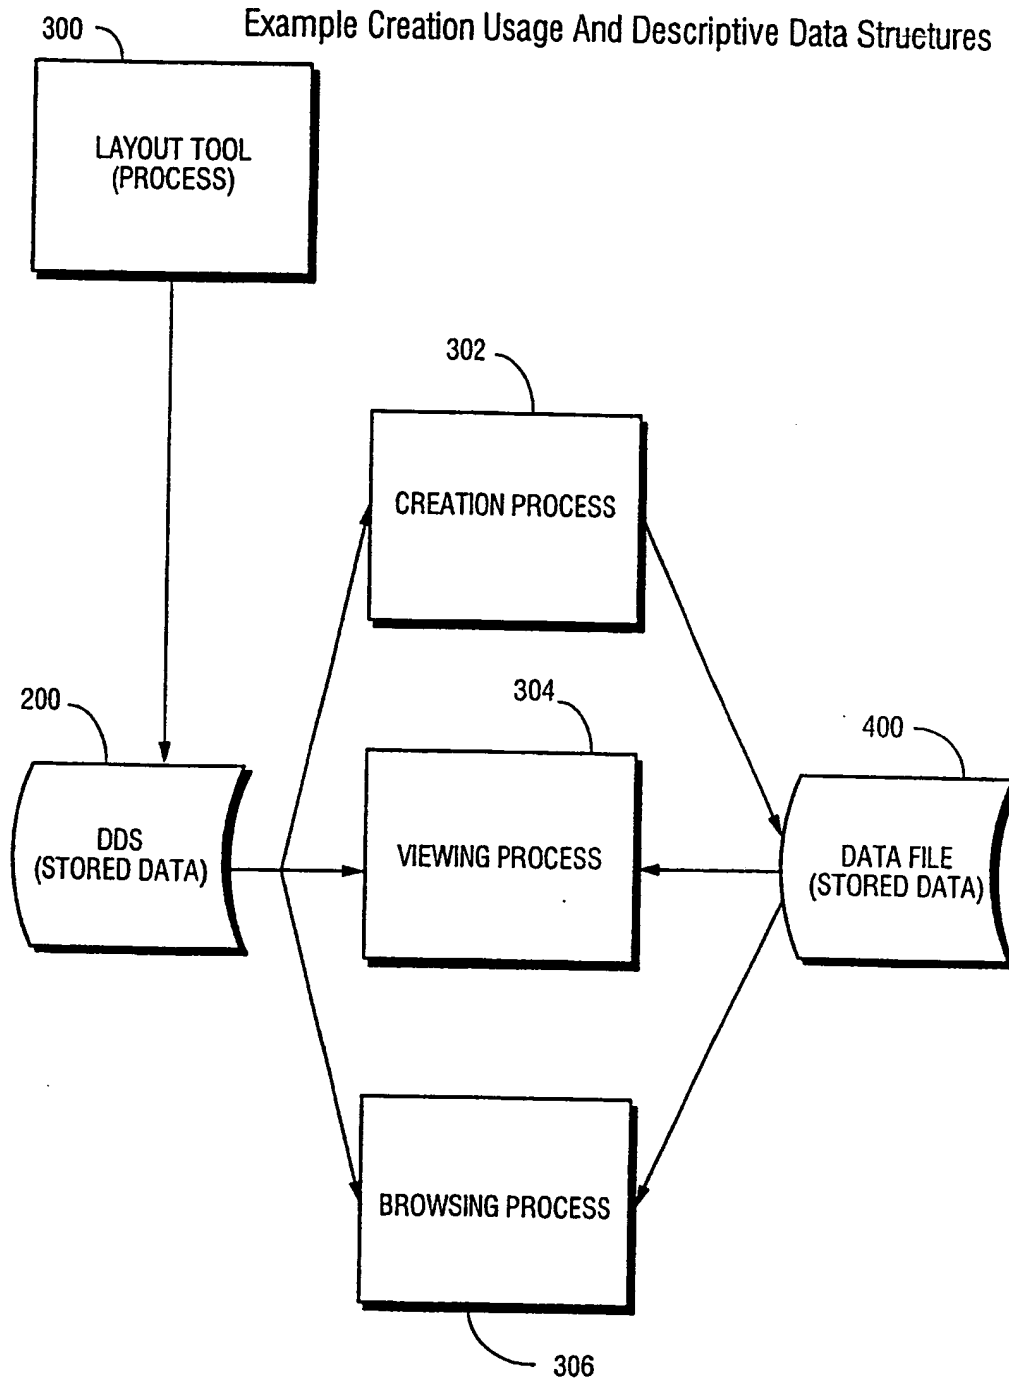 Example Creation Usage And Descriptive Data Structures
300
LAYOUT TOOL
(PROCESS)
302
CREATION PROCESS
200
DDS
(STORED DATA)
304
VIEWING PROCESS
400
DATA FILE
(STORED DATA)
BROWSING PROCESS
306